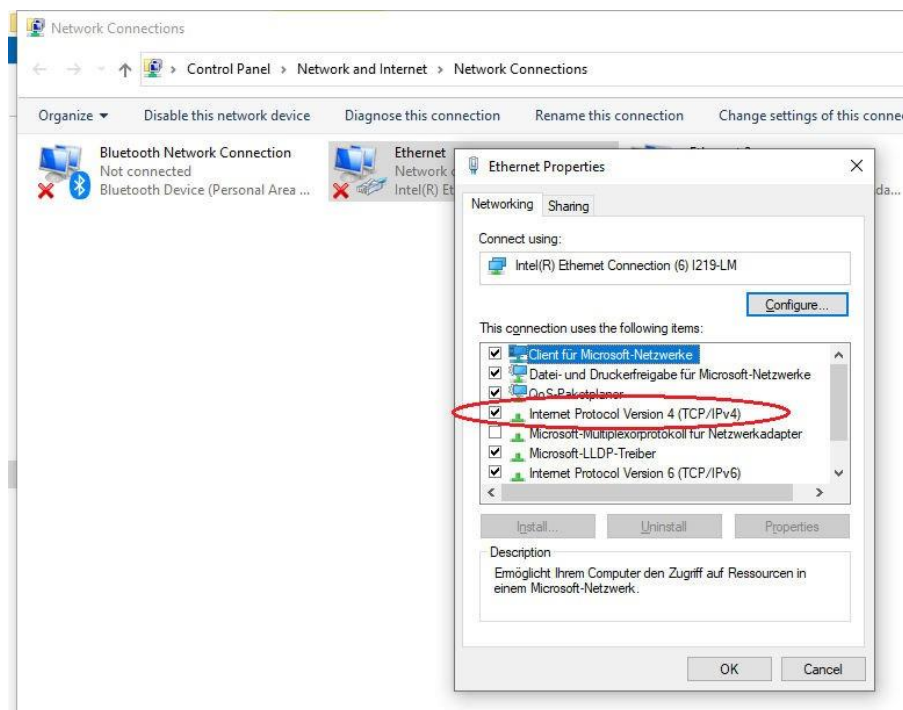 Network Connections
Control Panel > Network and Internet > Network Connections
Organize Disable this network device Diagnose this connection Rename this connection Change settings of this conne
Bluetooth Network Connection
Not connected
Bluetooth Device (Personal Area ...
Ethernet
Network
Intel(R) Et
da...
Ethernet Properties
Networking Sharing
Connect using:
Intel(R) Ethernet Connection (6) I219-LM
Configure...
This connection uses the following items:
Client für Microsoft-Netzwerke
Datei- und Druckerfreigabe für Microsoft-Netzwerke
QoS-Paketplaner
Internet Protocol Version 4 (TCP/IPv4)
Microsoft-Multiplexorprotokoll für Netzwerkadapter
Microsoft-LLDP-Treiber
Internet Protocol Version 6 (TCP/IPv6)
Install... Uninstall Properties
Description
Ermöglicht Ihrem Computer den Zugriff auf Ressourcen in
einem Microsoft-Netzwerk.
OK Cancel